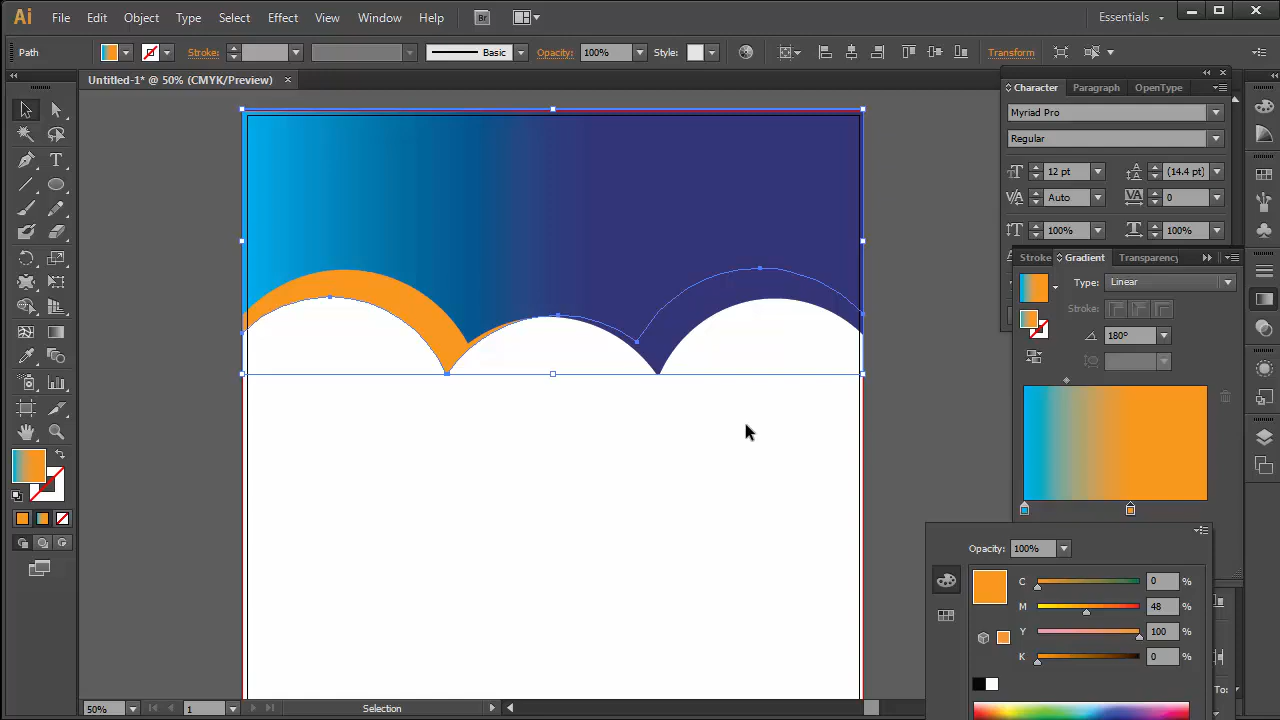 Ai File Edit Object Type Select Effect View Window Help Br Essentials
Path Stroke: Basic Opacity: 100% Style: Transform
Untitled-1* @ 50% (CMYK/Preview)
Character Paragraph OpenType
Myriad Pro
Regular
12 pt (14.4 pt)
Auto 0
100% 100%
Stroke Gradient Transparency
Type: Linear
Stroke:
180°
Opacity: 100%
C 0 %
M 48 %
Y 100 %
K 0 %
To:
50% 1 Selection